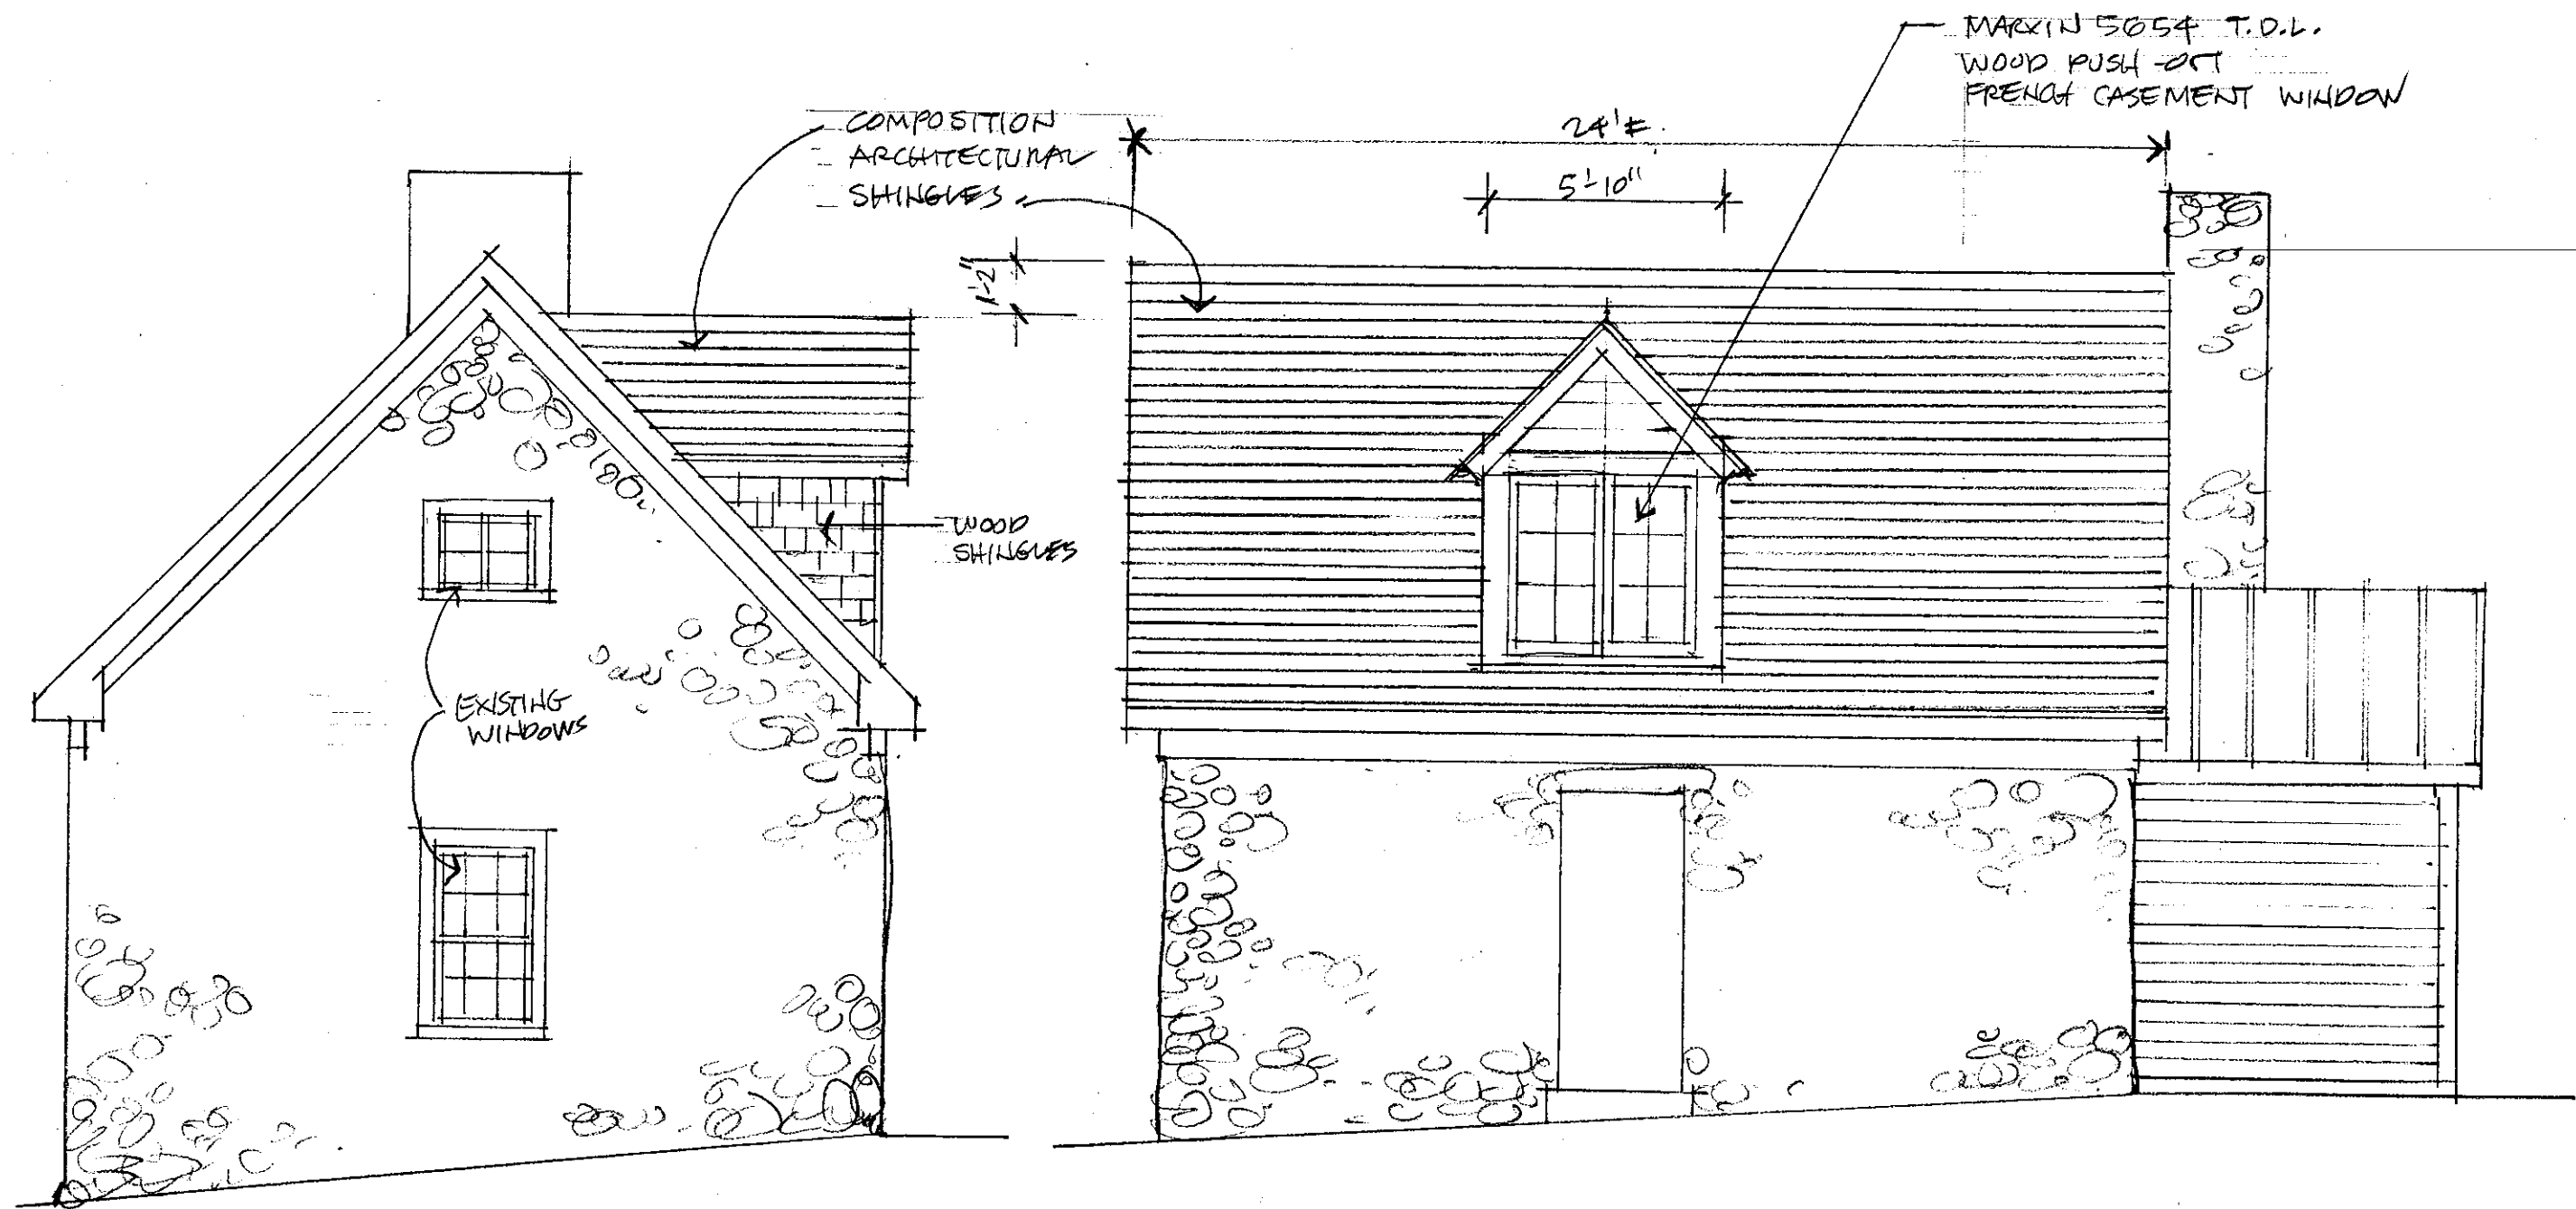 MARVIN 5654 T.D.L.
WOOD PUSH-OUT
FRENCH CASEMENT WINDOW
COMPOSITION
ARCHITECTURAL
SHINGLES
24'±
5'-10"
1'-2"
WOOD
SHINGLES
EXISTING
WINDOWS